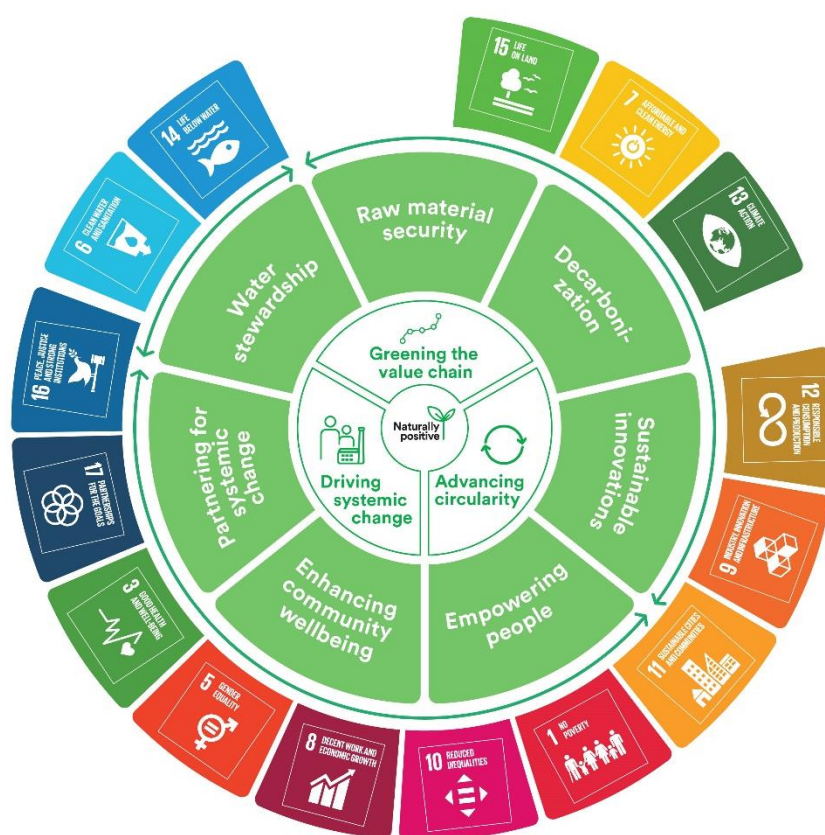 15 LIFE
ON LAND
7 AFFORDABLE AND
CLEAN ENERGY
13 CLIMATE
ACTION
12 RESPONSIBLE
CONSUMPTION
AND PRODUCTION
9 INDUSTRY, INNOVATION
AND INFRASTRUCTURE
11 SUSTAINABLE CITIES
AND COMMUNITIES
1 NO
POVERTY
10 REDUCED
INEQUALITIES
8 DECENT WORK AND
ECONOMIC GROWTH
5 GENDER
EQUALITY
3 GOOD HEALTH
AND WELL-BEING
17 PARTNERSHIPS
FOR THE GOALS
16 PEACE, JUSTICE
AND STRONG
INSTITUTIONS
6 CLEAN WATER
AND SANITATION
14 LIFE
BELOW WATER
Raw material
security
Decarboni-
zation
Sustainable
innovations
Empowering
people
Enhancing
community
wellbeing
Partnering for
systemic
change
Water
stewardship
Greening the
value chain
Advancing
circularity
Driving
systemic
change
Naturally
positive